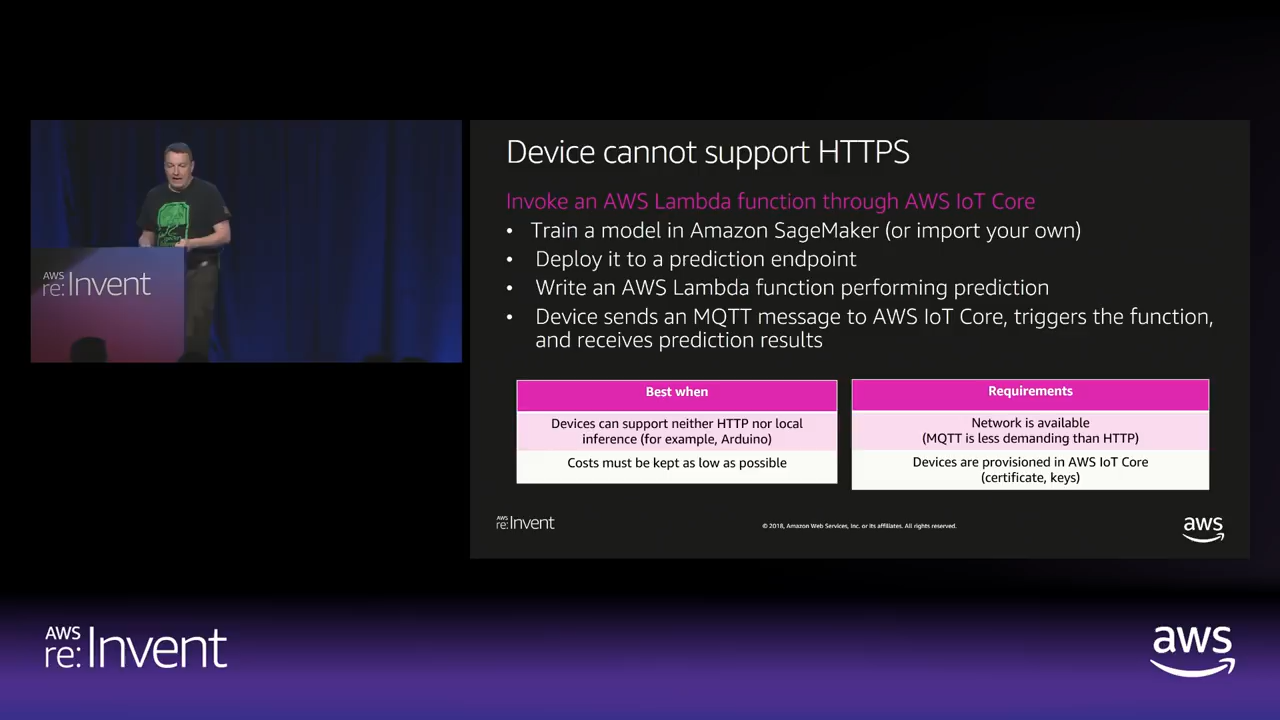 Device cannot support HTTPS
Invoke an AWS Lambda function through AWS IoT Core
• Train a model in Amazon SageMaker (or import your own)
• Deploy it to a prediction endpoint
• Write an AWS Lambda function performing prediction
• Device sends an MQTT message to AWS IoT Core, triggers the function,
and receives prediction results
Best when
Devices can support neither HTTP nor local
inference (for example, Arduino)
Costs must be kept as low as possible
Requirements
Network is available
(MQTT is less demanding than HTTP)
Devices are provisioned in AWS IoT Core
(certificate, keys)
AWS
re:Invent
© 2018, Amazon Web Services, Inc. or its affiliates. All rights reserved.
aws
AWS
re:Invent
AWS
re:Invent
aws